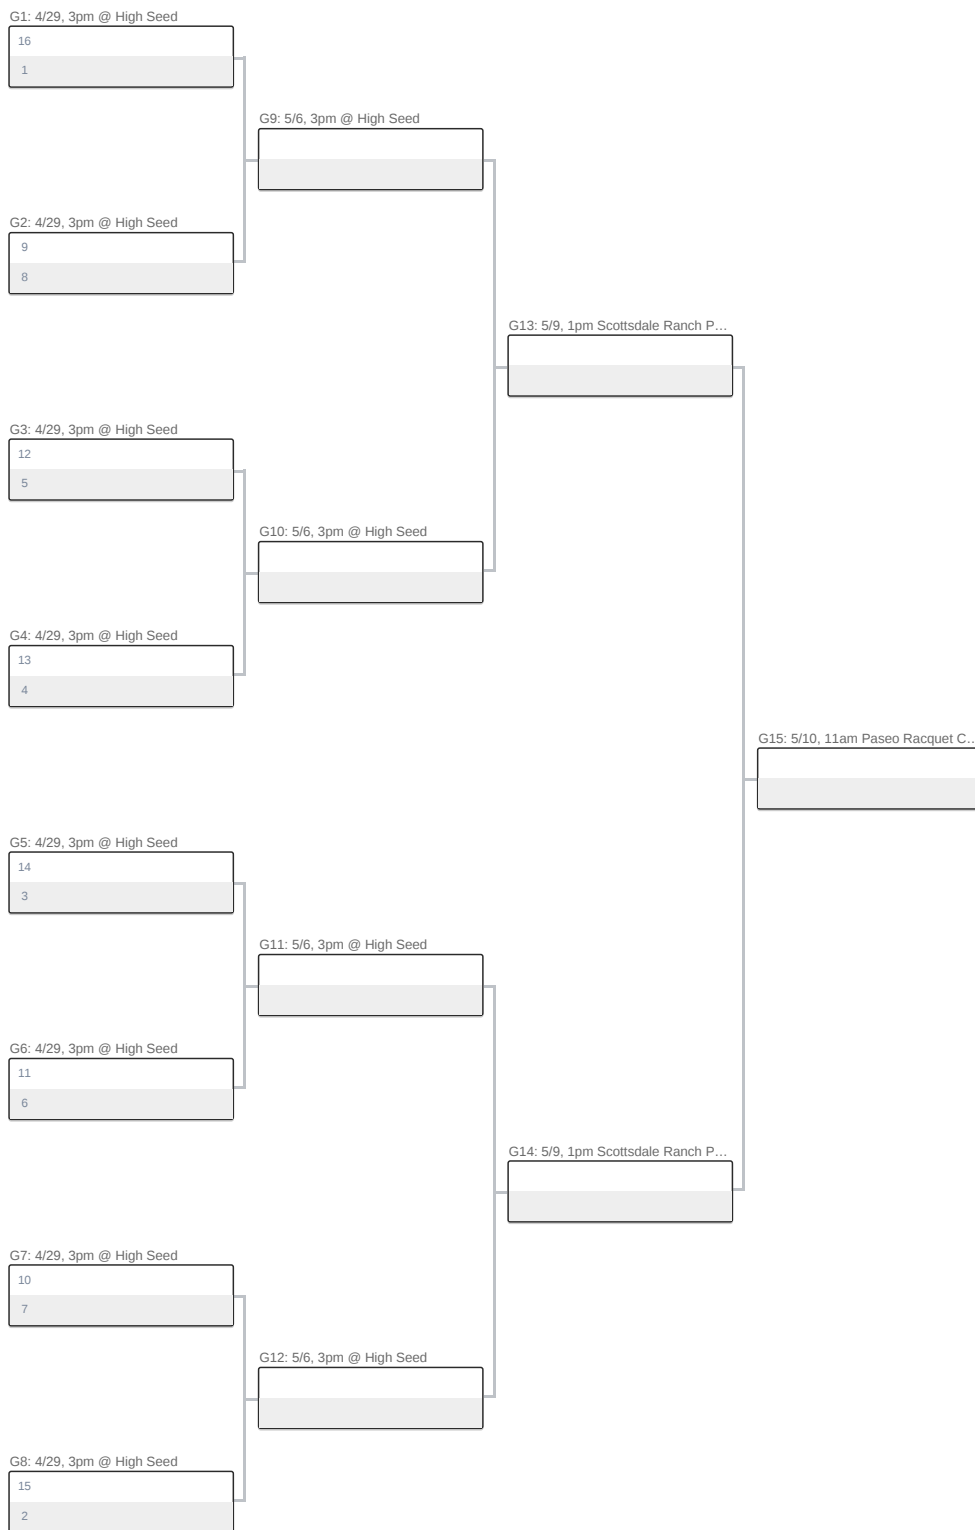 G1: 4/29, 3pm @ High Seed
16
1
G9: 5/6, 3pm @ High Seed
G2: 4/29, 3pm @ High Seed
9
8
G13: 5/9, 1pm Scottsdale Ranch P...
G3: 4/29, 3pm @ High Seed
12
5
G10: 5/6, 3pm @ High Seed
G4: 4/29, 3pm @ High Seed
13
4
G15: 5/10, 11am Paseo Racquet C...
G5: 4/29, 3pm @ High Seed
14
3
G11: 5/6, 3pm @ High Seed
G6: 4/29, 3pm @ High Seed
11
6
G14: 5/9, 1pm Scottsdale Ranch P...
G7: 4/29, 3pm @ High Seed
10
7
G12: 5/6, 3pm @ High Seed
G8: 4/29, 3pm @ High Seed
15
2